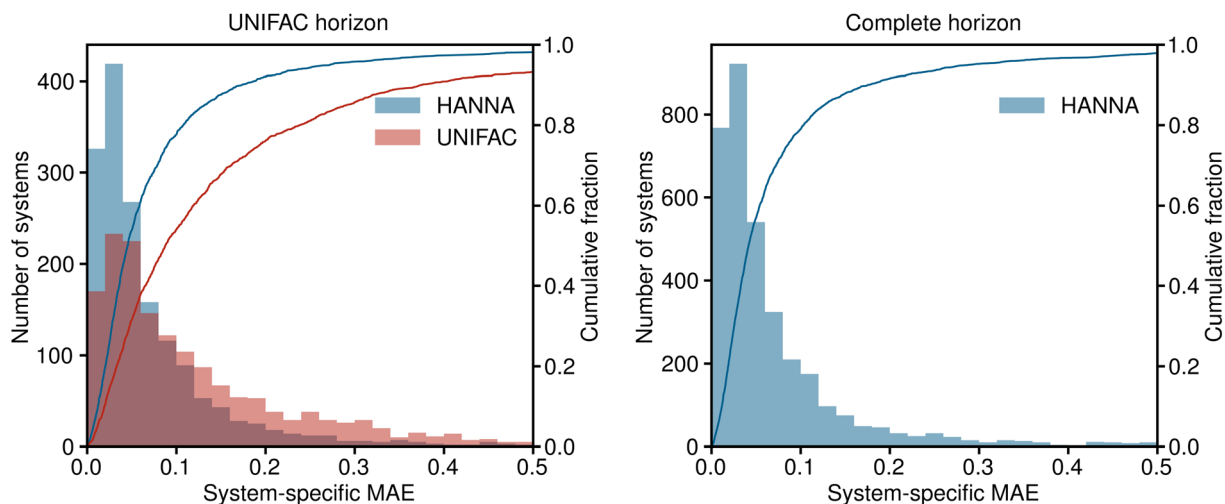 UNIFAC horizon
400
300
200
100
0
Number of systems
1.0
0.8
0.6
0.4
0.2
0.0
Cumulative fraction
HANNA
UNIFAC
0.0 0.1 0.2 0.3 0.4 0.5
System-specific MAE
Complete horizon
800
600
400
200
0
Number of systems
1.0
0.8
0.6
0.4
0.2
0.0
Cumulative fraction
HANNA
0.0 0.1 0.2 0.3 0.4 0.5
System-specific MAE